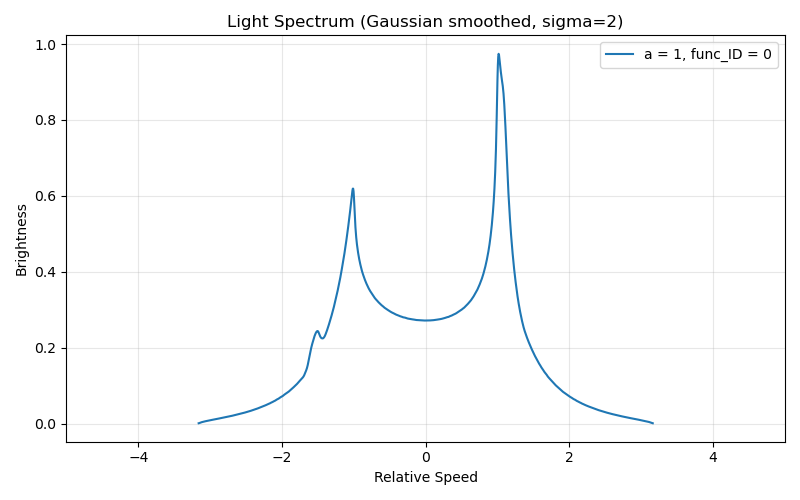 Light Spectrum (Gaussian smoothed, sigma=2)
a = 1, func_ID = 0
Brightness
1.0
0.8
0.6
0.4
0.2
0.0
−4 −2 0 2 4
Relative Speed